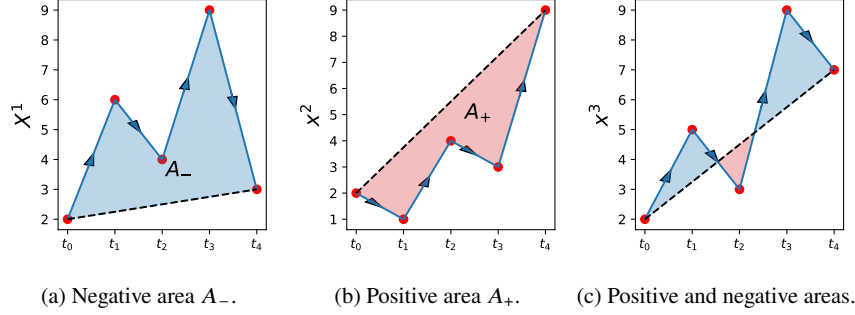 X¹
9
8
7
6
5
4
3
2
A₋
t₀ t₁ t₂ t₃ t₄
X²
9
8
7
6
5
4
3
2
1
A₊
t₀ t₁ t₂ t₃ t₄
X³
9
8
7
6
5
4
3
2
t₀ t₁ t₂ t₃ t₄
(a) Negative area A₋.
(b) Positive area A₊.
(c) Positive and negative areas.